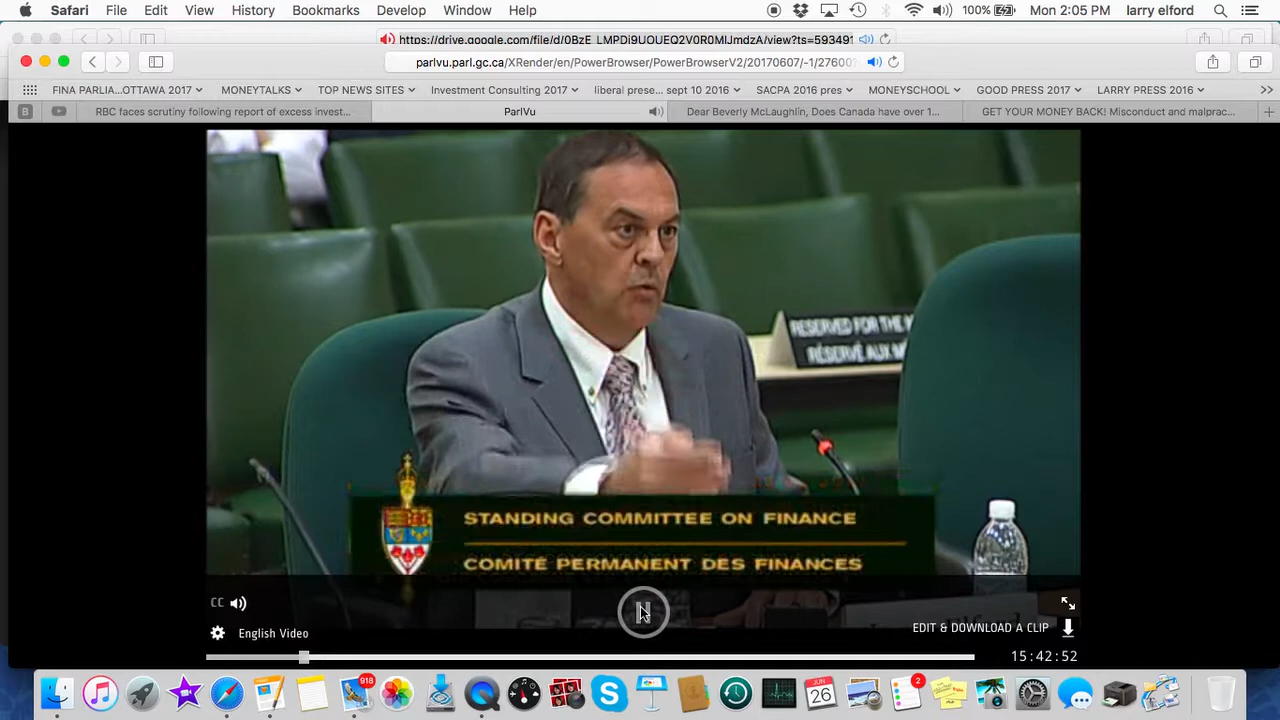 Safari File Edit View History Bookmarks Develop Window Help 100% Mon 2:05 PM larry elford
https://drive.google.com/file/d/0BzE_LMPDi9UOUEQ2V0R0MlJmdzA/view?ts=593491
parlvu.parl.gc.ca/XRender/en/PowerBrowser/PowerBrowserV2/20170607/-1/27600
FINA PARLIA...OTTAWA 2017 MONEYTALKS TOP NEWS SITES Investment Consulting 2017 liberal prese... sept 10 2016 SACPA 2016 pres MONEYSCHOOL GOOD PRESS 2017 LARRY PRESS 2016 >>
B RBC faces scrutiny following report of excess invest... ParlVu Dear Beverly McLaughlin, Does Canada have over 1... GET YOUR MONEY BACK! Misconduct and malprac... +
RESERVED FOR THE
RÉSERVÉ AUX
STANDING COMMITTEE ON FINANCE
COMITÉ PERMANENT DES FINANCES
CC
English Video EDIT & DOWNLOAD A CLIP
15:42:52
918 JUN 26 2